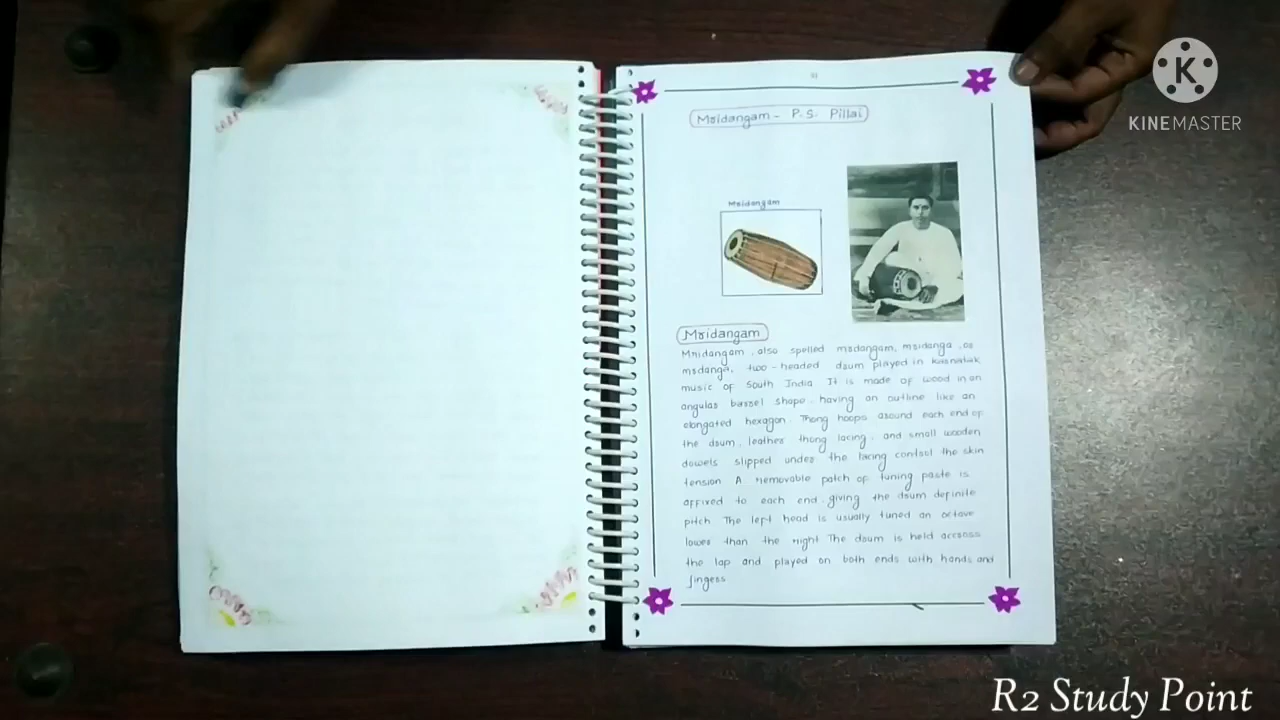 K
KINEMASTER
Mridangam - P.S. Pillai
Mridangam
Mridangam
Mridangam, also spelled mrdangam, mridanga, or
mrdanga, two-headed drum played in karnatak
music of South India It is made of wood in an
angular barrel shape having an outline like an
elongated hexagon Thong hoops around each end of
the drum, leather thong lacing, and small wooden
dowels slipped under the lacing control the skin
tension A removable patch of tuning paste is
affixed to each end giving the drum definite
pitch The left head is usually tuned an octave
lower than the right The drum is held accross
the lap and played on both ends with hands and
fingers
R2 Study Point